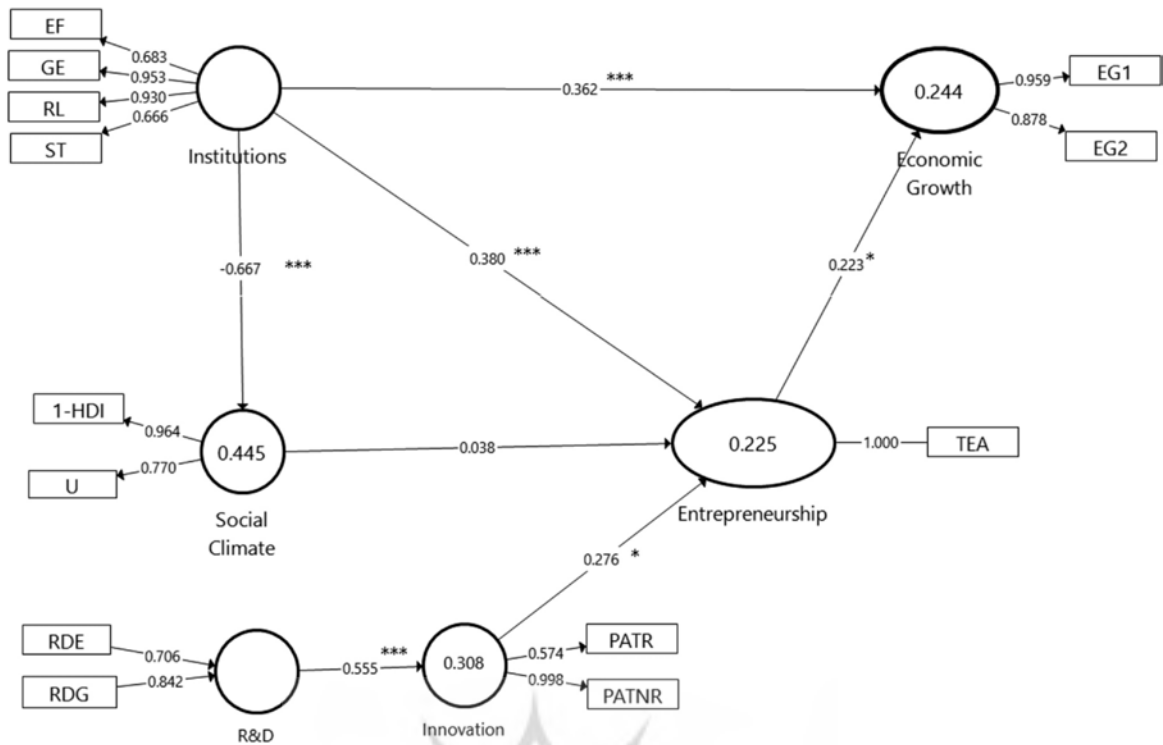 EF
0.683
GE
0.953
RL
0.930
ST
0.666
Institutions
0.362
***
0.244
Economic
Growth
0.959
EG1
0.878
EG2
-0.667
***
0.380
***
0.223
*
1-HDI
0.964
U
0.770
0.445
Social
Climate
0.038
0.225
Entrepreneurship
1.000
TEA
0.276
*
RDE
0.706
RDG
0.842
R&D
0.555
***
0.308
Innovation
0.574
PATR
0.998
PATNR